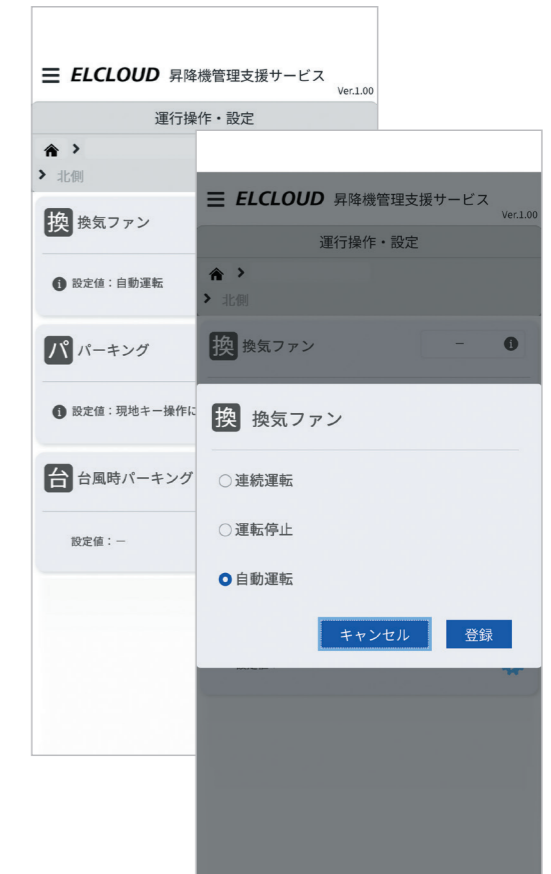 ELCLOUD 昇降機管理支援サービス
Ver.1.00
運行操作・設定
北側
換 換気ファン
設定値：自動運転
パ パーキング
設定値：現地キー操作に
台 台風時パーキング
設定値：－
ELCLOUD 昇降機管理支援サービス
Ver.1.00
運行操作・設定
北側
換 換気ファン －
換 換気ファン
連続運転
運転停止
自動運転
キャンセル 登録